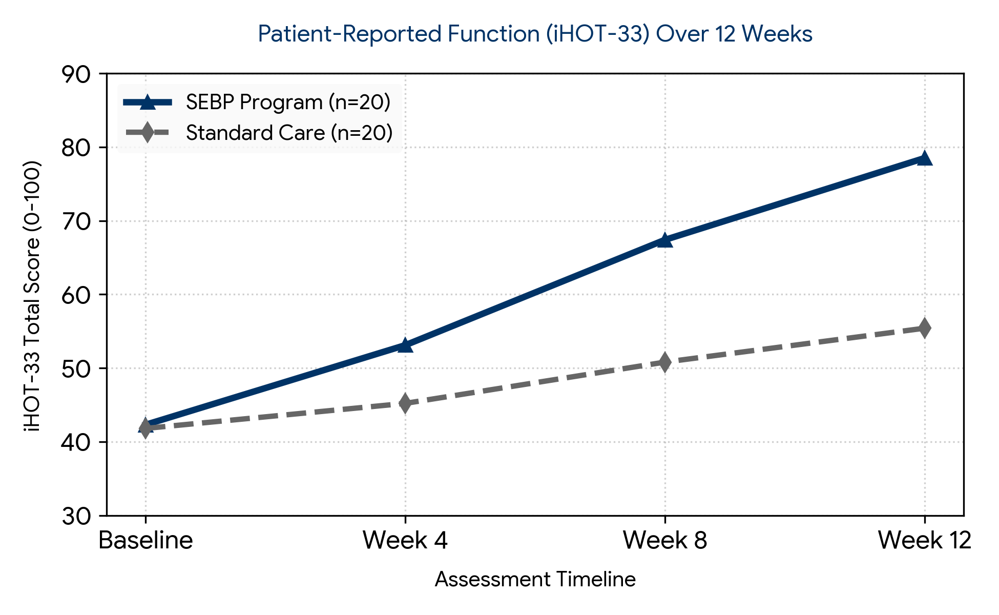 Patient-Reported Function (iHOT-33) Over 12 Weeks
SEBP Program (n=20)
Standard Care (n=20)
iHOT-33 Total Score (0-100)
90
80
70
60
50
40
30
Baseline Week 4 Week 8 Week 12
Assessment Timeline